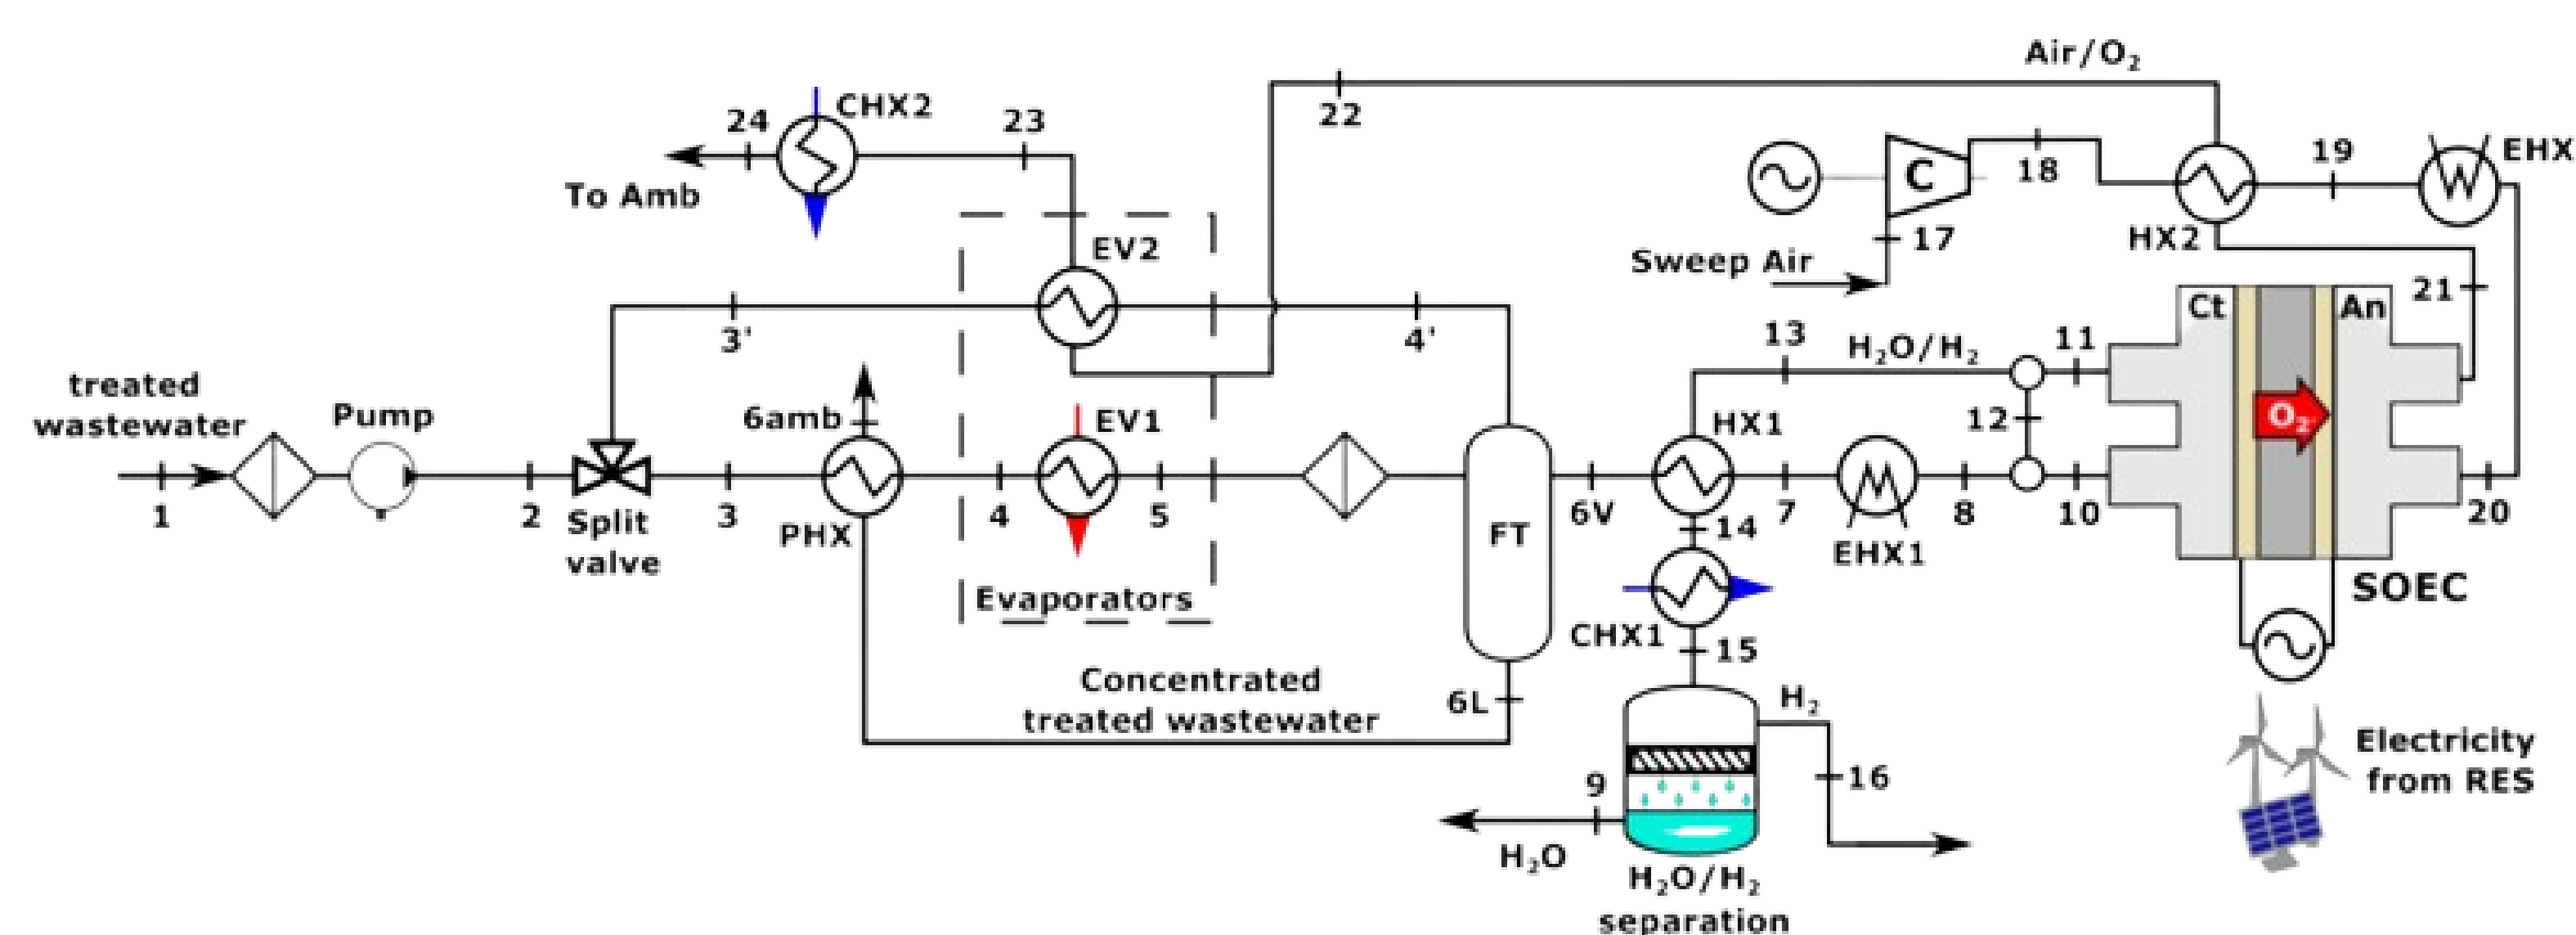 Air/O₂
CHX2
24
23
22
To Amb
C
18
19
EHX
HX2
17
Sweep Air
EV2
21
Ct
An
3'
4'
13
H₂O/H₂
11
treated
wastewater
Pump
6amb
EV1
HX1
12
O₂
1
2
Split
valve
3
PHX
4
5
FT
6V
14
7
EHX1
8
10
20
SOEC
Evaporators
CHX1
15
Concentrated
treated wastewater
6L
H₂
16
9
H₂O
H₂O/H₂
separation
Electricity
from RES